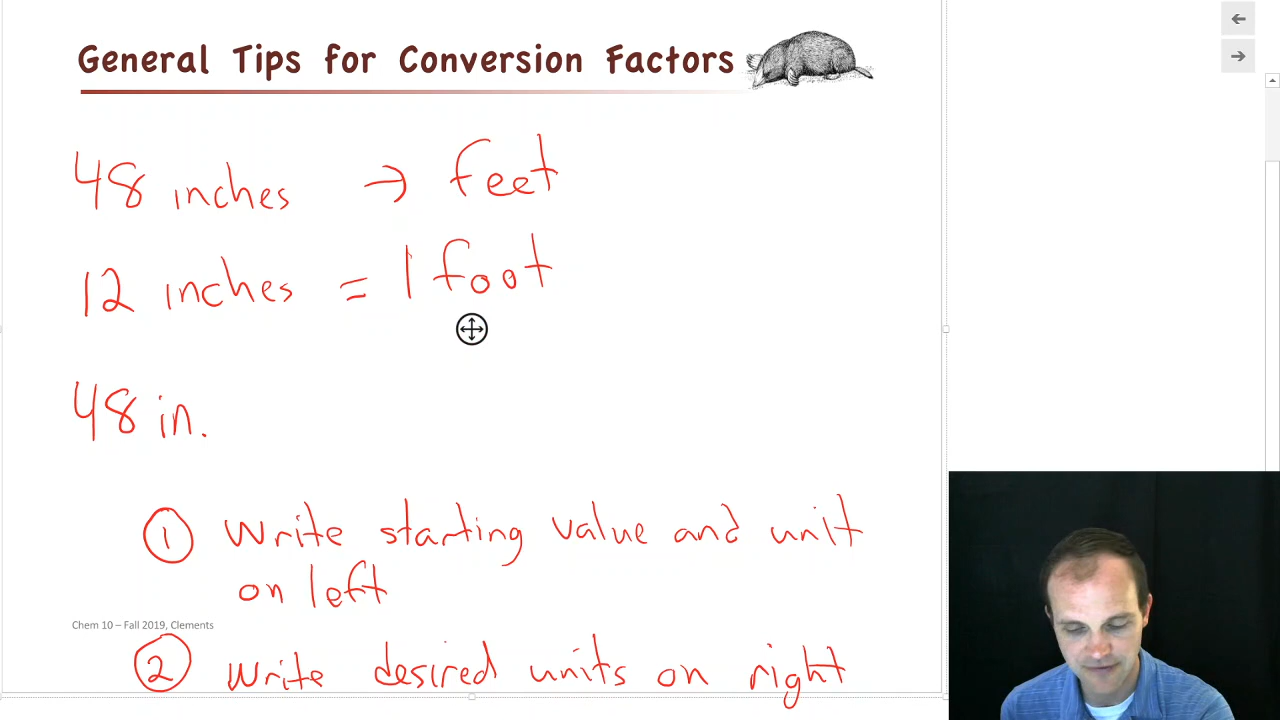 General Tips for Conversion Factors
48 inches → feet
12 inches = 1 foot
48 in.
① Write starting value and unit
on left
Chem 10 – Fall 2019, Clements
② Write desired units on right